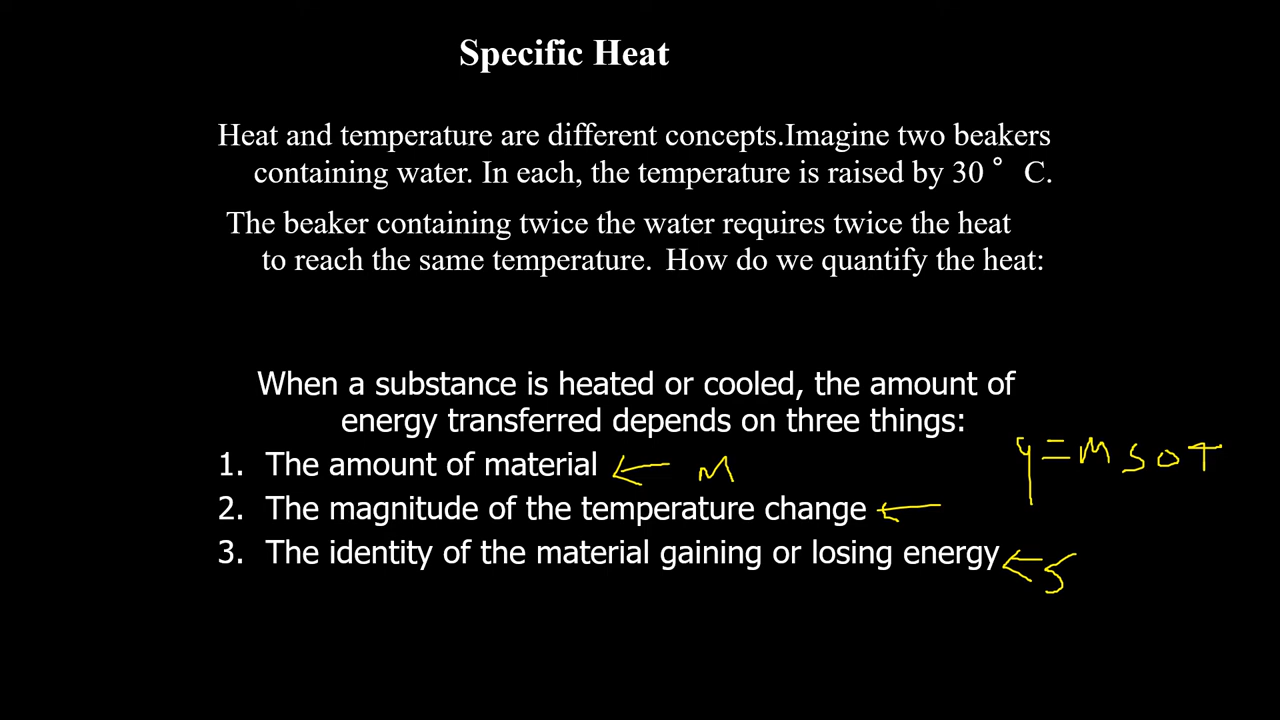 Specific Heat
Heat and temperature are different concepts.Imagine two beakers
containing water. In each, the temperature is raised by 30 ° C.
The beaker containing twice the water requires twice the heat
to reach the same temperature. How do we quantify the heat:
When a substance is heated or cooled, the amount of
energy transferred depends on three things:
1. The amount of material ← M
2. The magnitude of the temperature change ←
3. The identity of the material gaining or losing energy ← S
q = m s Δ T